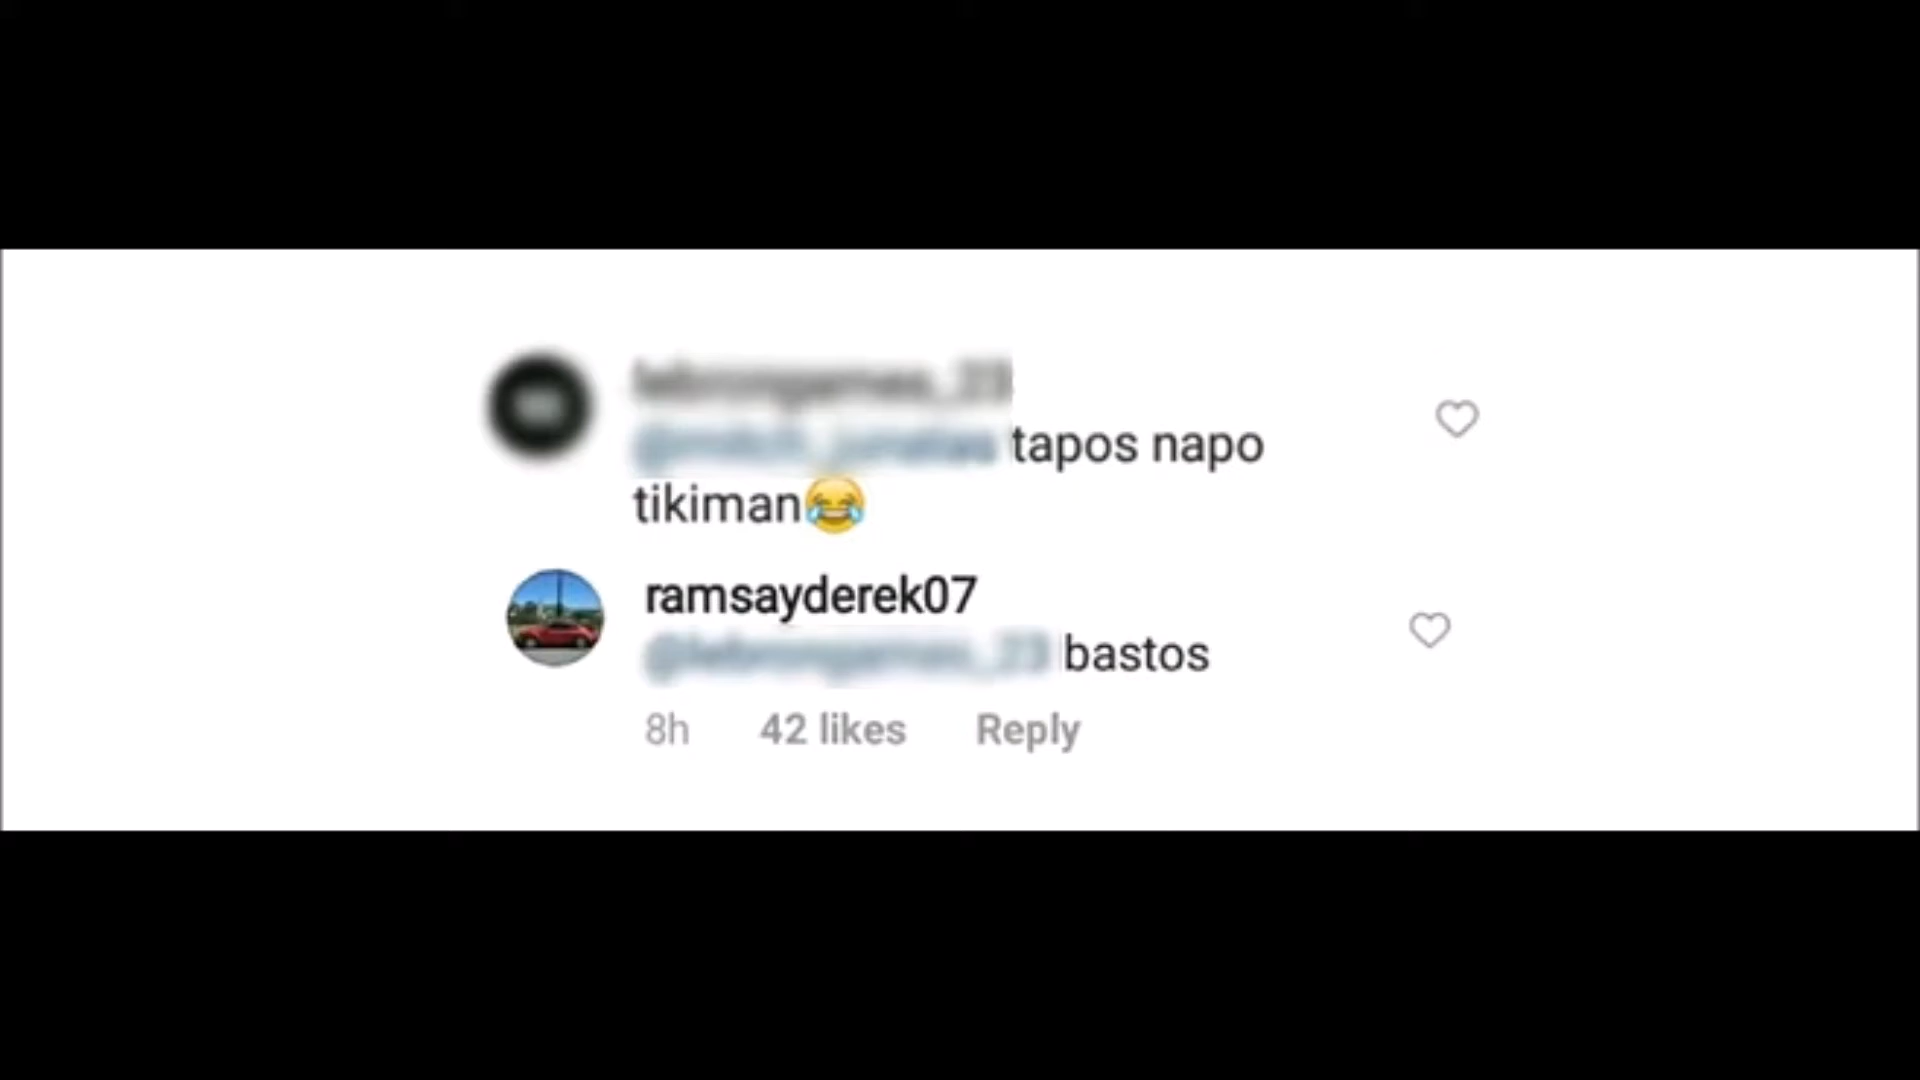 tapos napo
tikiman😂
ramsayderek07
bastos
8h 42 likes Reply